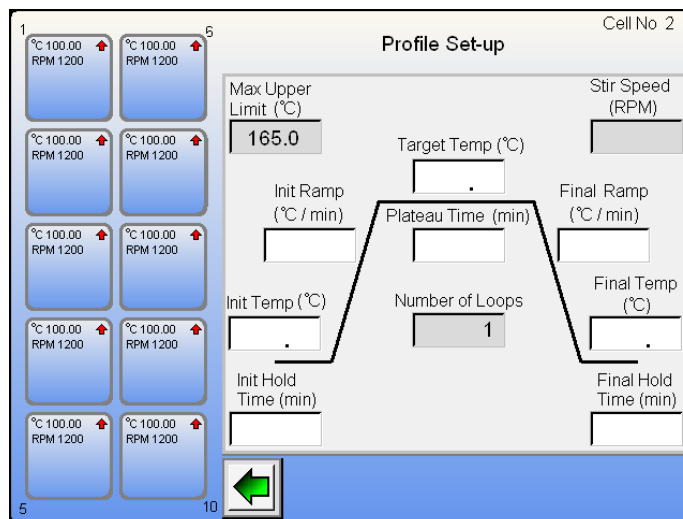 Cell No 2
Profile Set-up
1
6
°C 100.00
RPM 1200
°C 100.00
RPM 1200
°C 100.00
RPM 1200
°C 100.00
RPM 1200
°C 100.00
RPM 1200
°C 100.00
RPM 1200
°C 100.00
RPM 1200
°C 100.00
RPM 1200
°C 100.00
RPM 1200
°C 100.00
RPM 1200
5
10
Max Upper
Limit (°C)
165.0
Stir Speed
(RPM)
Target Temp (°C)
.
Init Ramp
(°C / min)
Plateau Time (min)
Final Ramp
(°C / min)
Init Temp (°C)
.
Number of Loops
1
Final Temp
(°C)
.
Init Hold
Time (min)
Final Hold
Time (min)